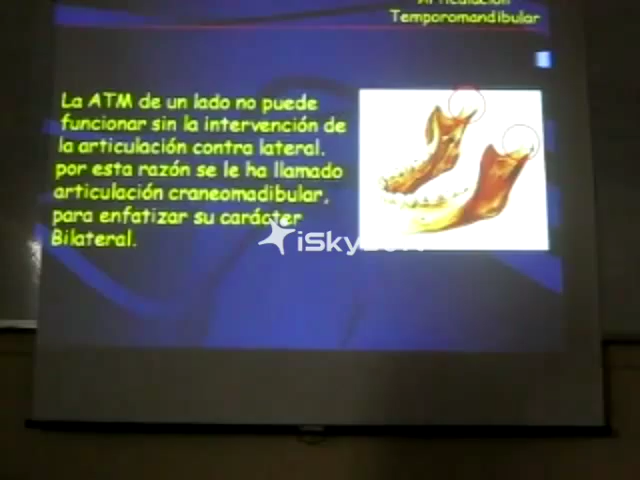 Articulación
Temporomandibular
La ATM de un lado no puede
funcionar sin la intervención de
la articulación contra lateral.
por esta razón se le ha llamado
articulación craneomadibular,
para enfatizar su carácter
Bilateral.